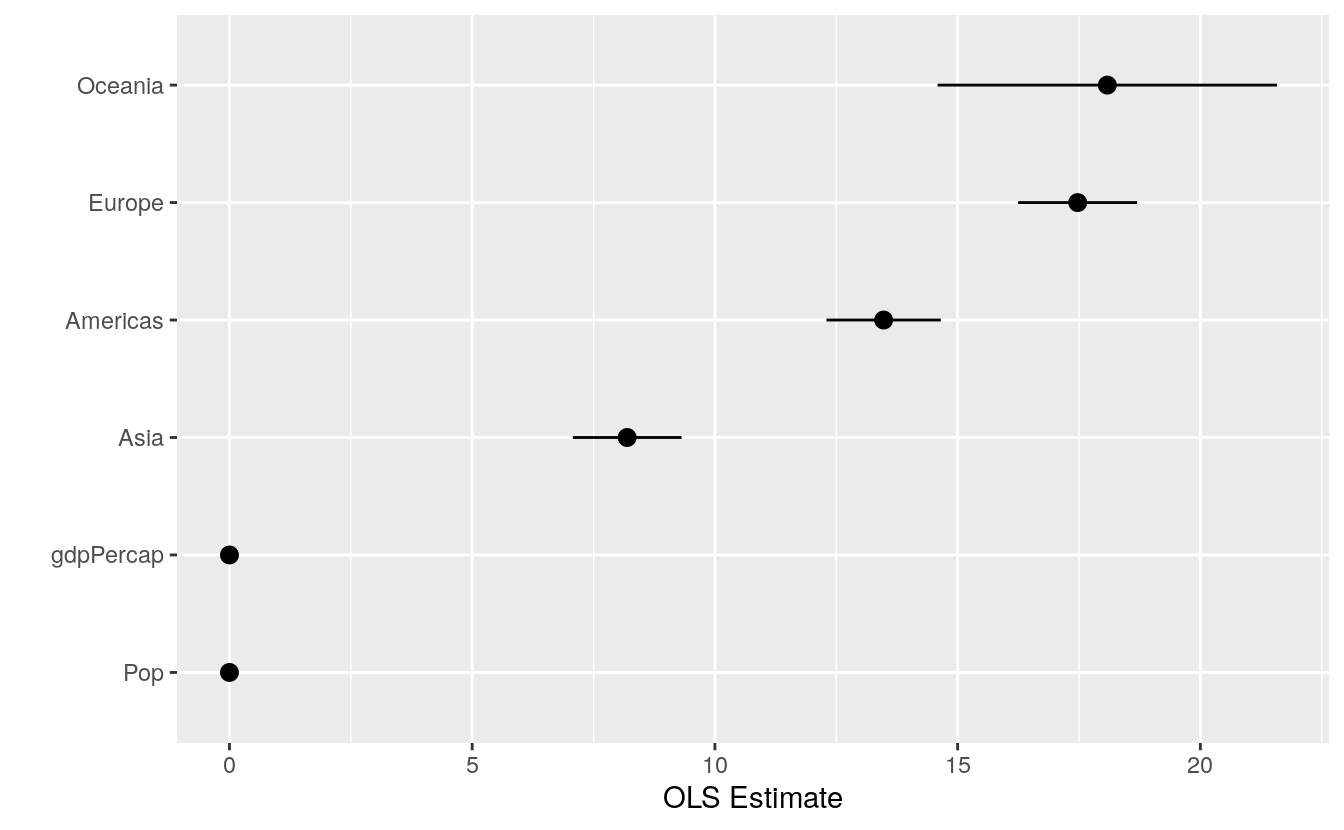 Oceania
Europe
Americas
Asia
gdpPercap
Pop
0 5 10 15 20
OLS Estimate